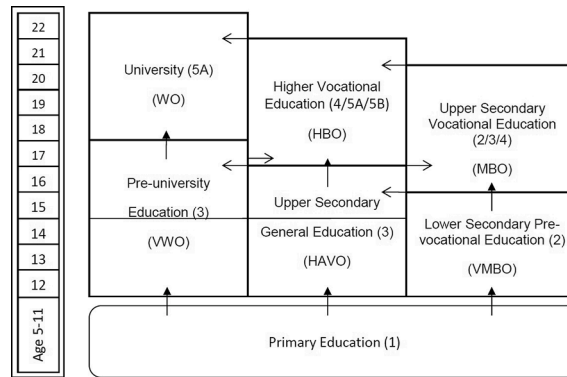 22
21
20
19
18
17
16
15
14
13
12
Age 5-11
University (5A)
(WO)
Higher Vocational
Education (4/5A/5B)
(HBO)
Upper Secondary
Vocational Education
(2/3/4)
(MBO)
Pre-university
Education (3)
(VWO)
Upper Secondary
General Education (3)
(HAVO)
Lower Secondary Pre-
vocational Education (2)
(VMBO)
Primary Education (1)